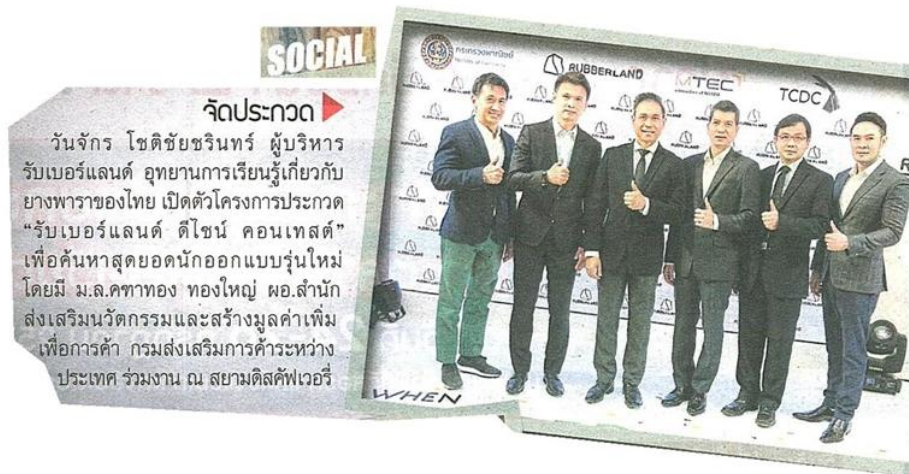 SOCIAL
จัดประกวด
วันจักร โชติชัยชรินทร์ ผู้บริหาร
รับเบอร์แลนด์ อุทยานการเรียนรู้เกี่ยวกับ
ยางพาราของไทย เปิดตัวโครงการประกวด
“รับเบอร์แลนด์ ดีไซน์ คอนเทสต์”
เพื่อค้นหาสุดยอดนักออกแบบรุ่นใหม่
โดยมี ม.ล.คฑาทอง ทองใหญ่ ผอ.สำนัก
ส่งเสริมนวัตกรรมและสร้างมูลค่าเพิ่ม
เพื่อการค้า กรมส่งเสริมการค้าระหว่าง
ประเทศ ร่วมงาน ณ สยามดิสคัฟเวอรี่
กระทรวงพาณิชย์
RUBBERLAND
MTEC
TCDC
WHEN